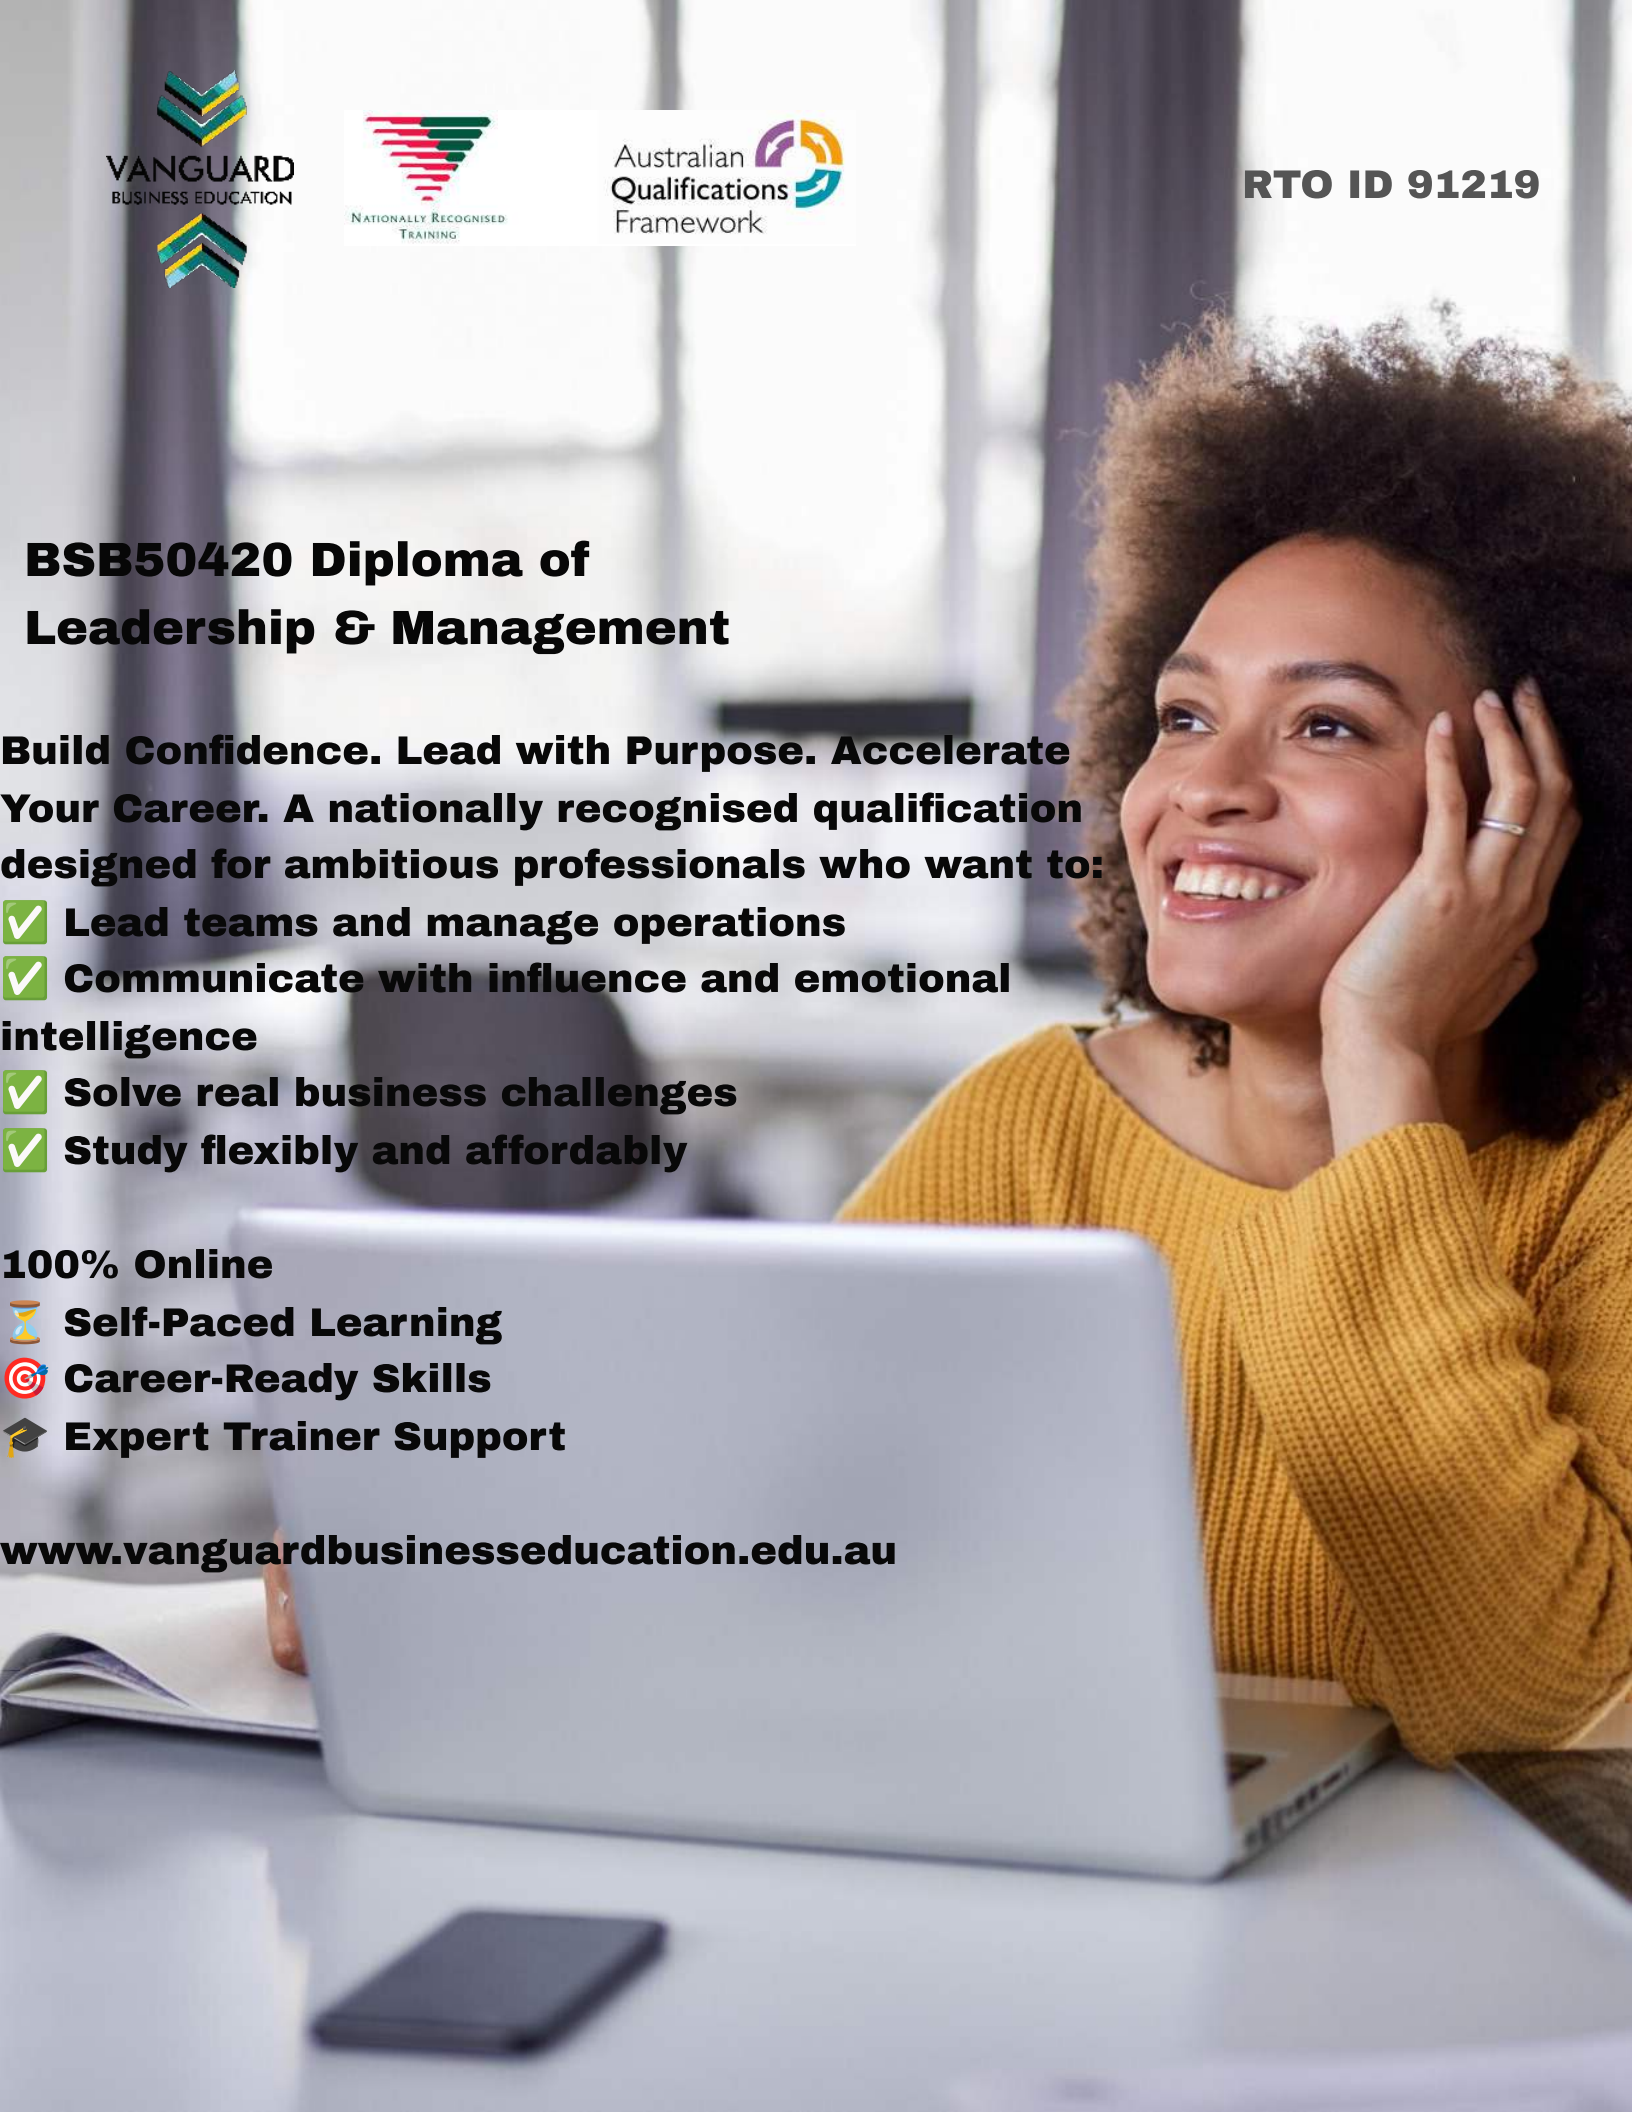 VANGUARD
BUSINESS EDUCATION
NATIONALLY RECOGNISED
TRAINING
Australian
Qualifications
Framework
RTO ID 91219
BSB50420 Diploma of
Leadership & Management
Build Confidence. Lead with Purpose. Accelerate
Your Career. A nationally recognised qualification
designed for ambitious professionals who want to:
✅ Lead teams and manage operations
✅ Communicate with influence and emotional
intelligence
✅ Solve real business challenges
✅ Study flexibly and affordably
100% Online
⏳ Self-Paced Learning
🎯 Career-Ready Skills
🎓 Expert Trainer Support
www.vanguardbusinesseducation.edu.au